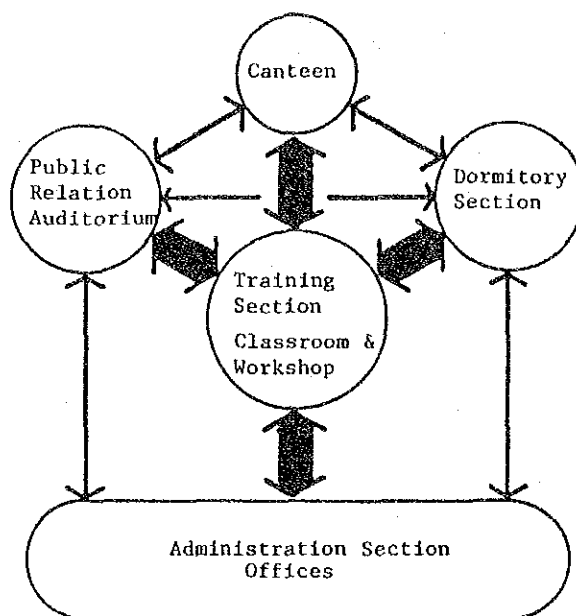 Canteen
Public
Relation
Auditorium
Dormitory
Section
Training
Section
Classroom &
Workshop
Administration Section
Offices